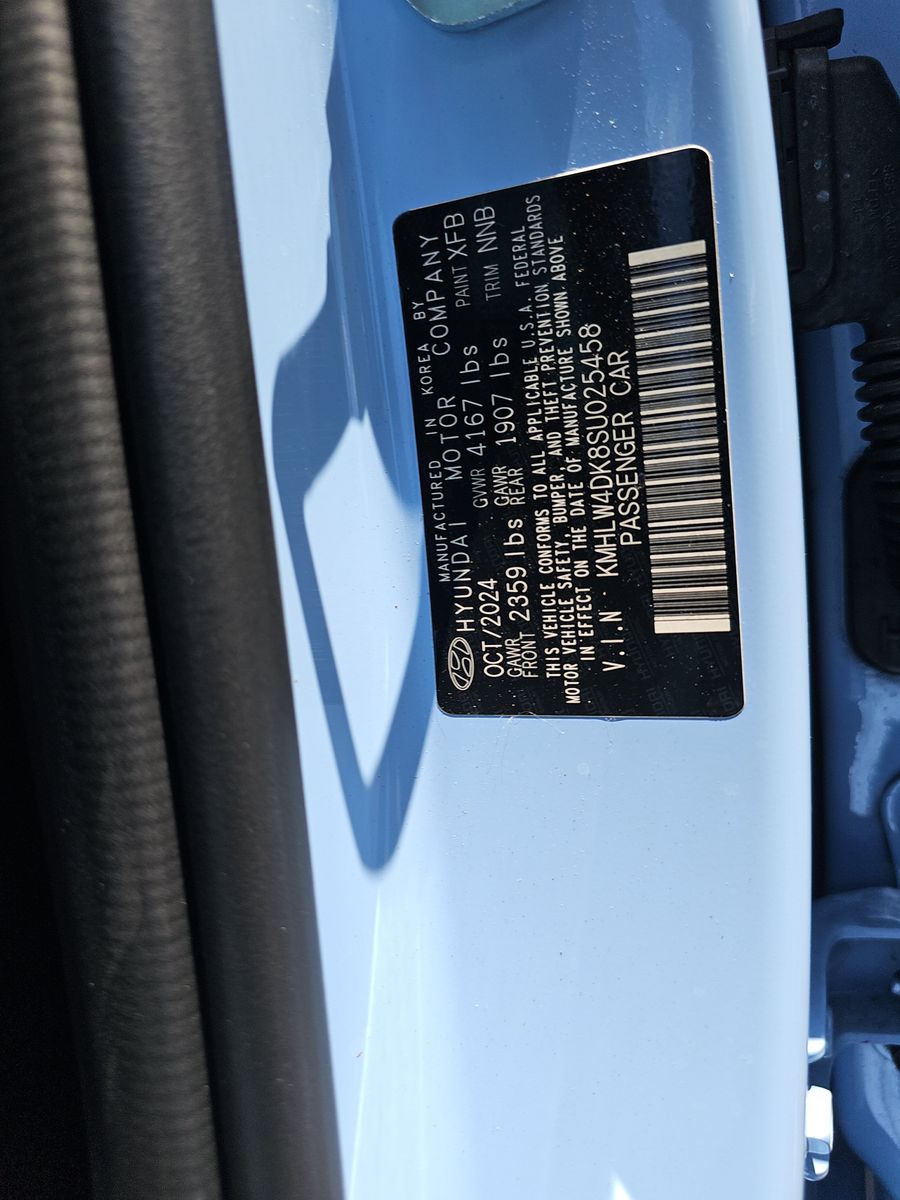 MANUFACTURED IN KOREA BY
HYUNDAI MOTOR COMPANY
OCT/2024 GVWR 4167 lbs PAINT XFB
GAWR FRONT 2359 lbs GAWR REAR 1907 lbs TRIM NNB
THIS VEHICLE CONFORMS TO ALL APPLICABLE U.S.A. FEDERAL
MOTOR VEHICLE SAFETY, BUMPER, AND THEFT PREVENTION STANDARDS
IN EFFECT ON THE DATE OF MANUFACTURE SHOWN ABOVE
V.I.N : KMHLW4DK8SU025458
PASSENGER CAR